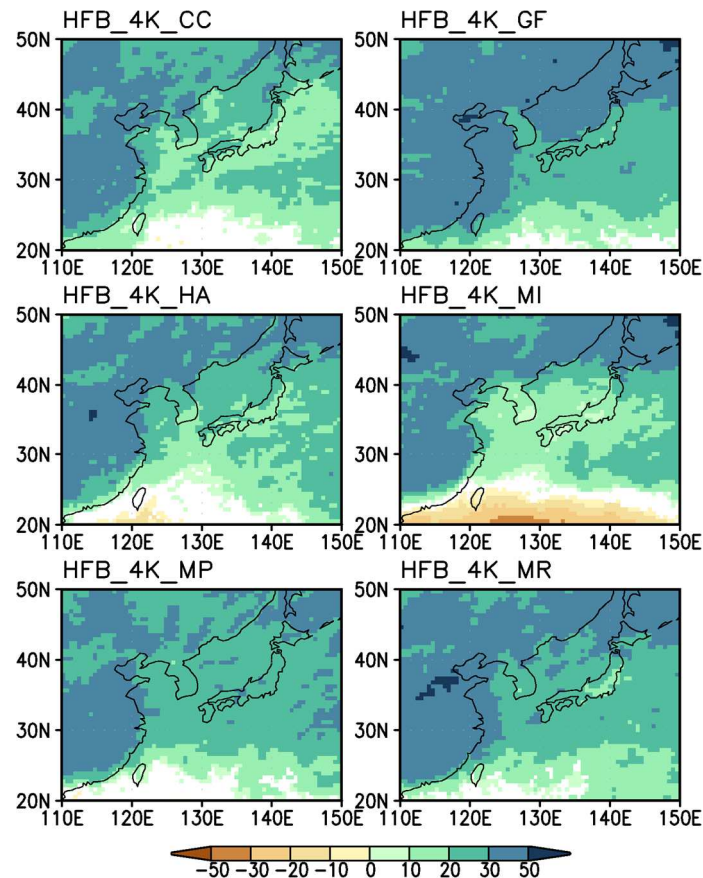 HFB_4K_CC HFB_4K_GF
50N 50N
40N 40N
30N 30N
20N 20N
110E 120E 130E 140E 150E 110E 120E 130E 140E 150E
HFB_4K_HA HFB_4K_MI
50N 50N
40N 40N
30N 30N
20N 20N
110E 120E 130E 140E 150E 110E 120E 130E 140E 150E
HFB_4K_MP HFB_4K_MR
50N 50N
40N 40N
30N 30N
20N 20N
110E 120E 130E 140E 150E 110E 120E 130E 140E 150E
-50 -30 -20 -10 0 10 20 30 50